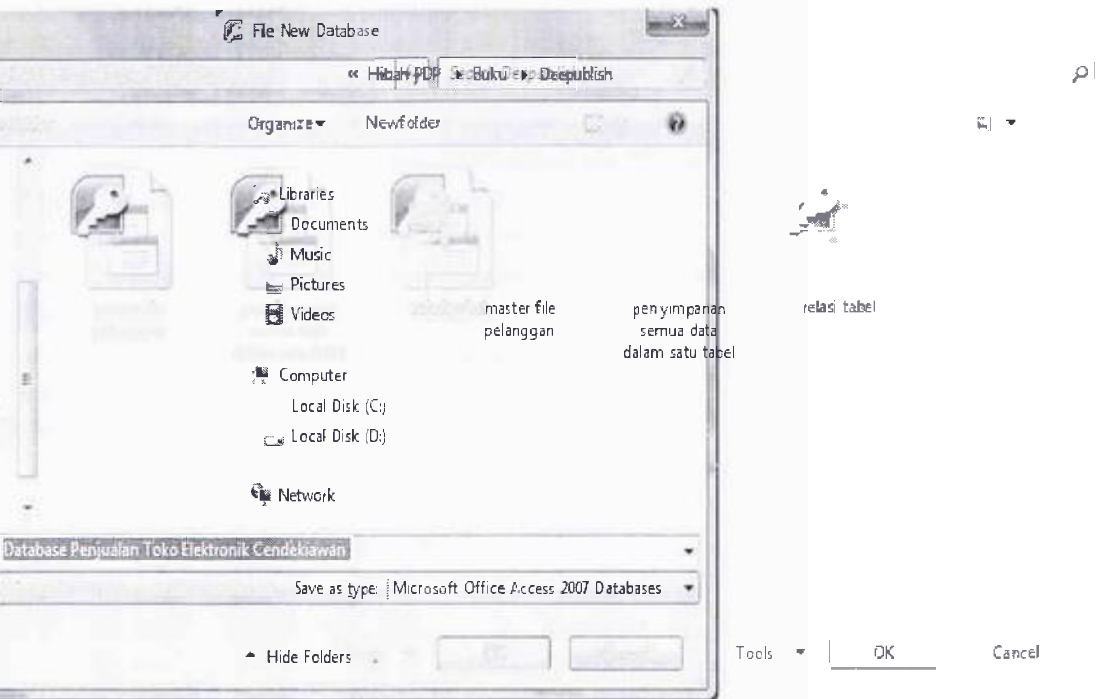 File New Database
« Hibah PDP ▸ Buku ▸ Deepublish
Organize Newfolder
Libraries
Documents
Music
Pictures
Videos
master file
pelanggan
penyimpanan
semua data
dalam satu tabel
relasi tabel
Computer
Local Disk (C:)
Local Disk (D:)
Network
Database Penjualan Toko Elektronik Cendekiawan
Save as type: Microsoft Office Access 2007 Databases
Hide Folders
Tools OK Cancel